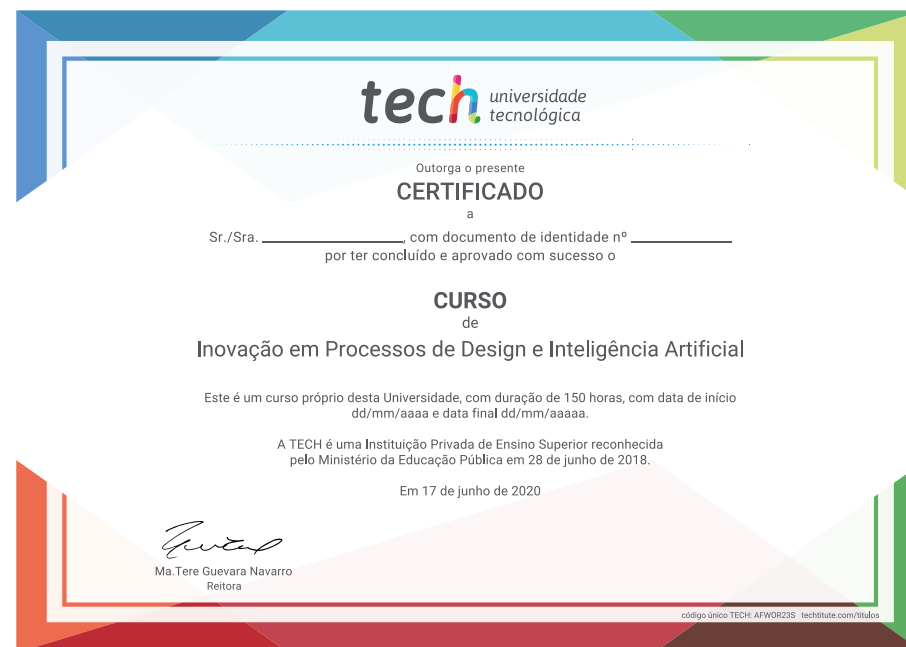 tech universidade
tecnológica
Outorga o presente
CERTIFICADO
a
Sr./Sra. ____________________, com documento de identidade nº ______________
por ter concluído e aprovado com sucesso o
CURSO
de
Inovação em Processos de Design e Inteligência Artificial
Este é um curso próprio desta Universidade, com duração de 150 horas, com data de início
dd/mm/aaaa e data final dd/mm/aaaaa.
A TECH é uma Instituição Privada de Ensino Superior reconhecida
pelo Ministério da Educação Pública em 28 de junho de 2018.
Em 17 de junho de 2020
Ma.Tere Guevara Navarro
Reitora
código único TECH: AFWOR23S techtitute.com/títulos